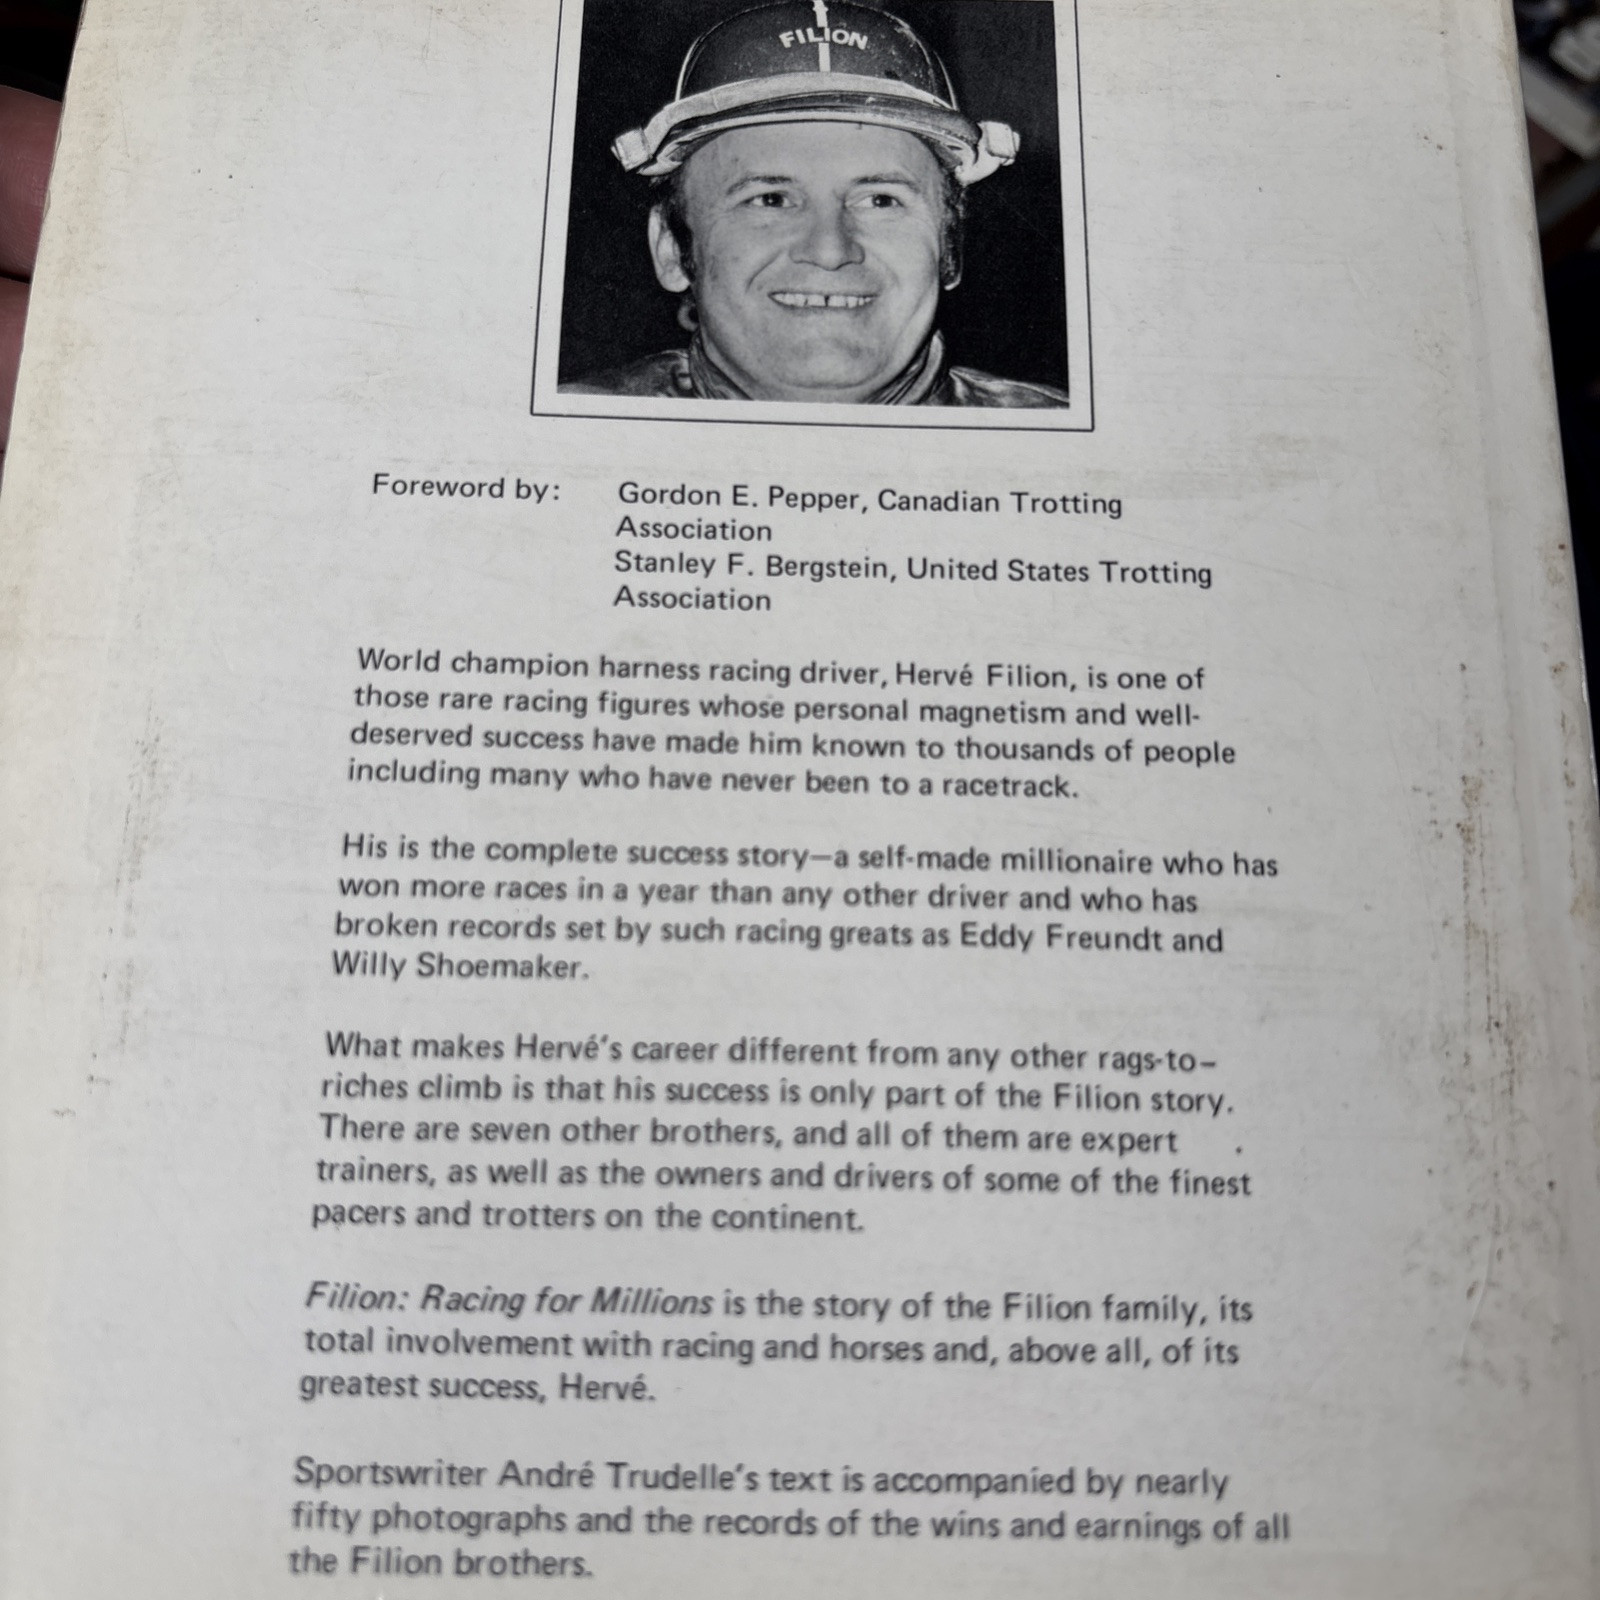 FILION
Foreword by: Gordon E. Pepper, Canadian Trotting
Association
Stanley F. Bergstein, United States Trotting
Association
World champion harness racing driver, Hervé Filion, is one of
those rare racing figures whose personal magnetism and well-
deserved success have made him known to thousands of people
including many who have never been to a racetrack.
His is the complete success story—a self-made millionaire who has
won more races in a year than any other driver and who has
broken records set by such racing greats as Eddy Freundt and
Willy Shoemaker.
What makes Hervé's career different from any other rags-to-
riches climb is that his success is only part of the Filion story.
There are seven other brothers, and all of them are expert
trainers, as well as the owners and drivers of some of the finest
pacers and trotters on the continent.
Filion: Racing for Millions is the story of the Filion family, its
total involvement with racing and horses and, above all, of its
greatest success, Hervé.
Sportswriter André Trudelle's text is accompanied by nearly
fifty photographs and the records of the wins and earnings of all
the Filion brothers.